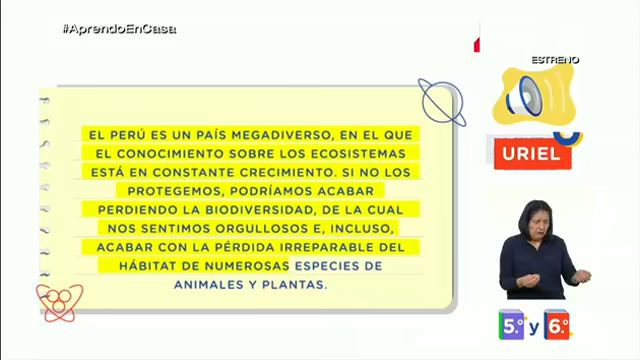 #AprendoEnCasa
ESTRENO
EL PERÚ ES UN PAÍS MEGADIVERSO, EN EL QUE
EL CONOCIMIENTO SOBRE LOS ECOSISTEMAS
ESTÁ EN CONSTANTE CRECIMIENTO. SI NO LOS
PROTEGEMOS, PODRÍAMOS ACABAR
PERDIENDO LA BIODIVERSIDAD, DE LA CUAL
NOS SENTIMOS ORGULLOSOS E, INCLUSO,
ACABAR CON LA PÉRDIDA IRREPARABLE DEL
HÁBITAT DE NUMEROSAS ESPECIES DE
ANIMALES Y PLANTAS.
URIEL
5.° y 6.°